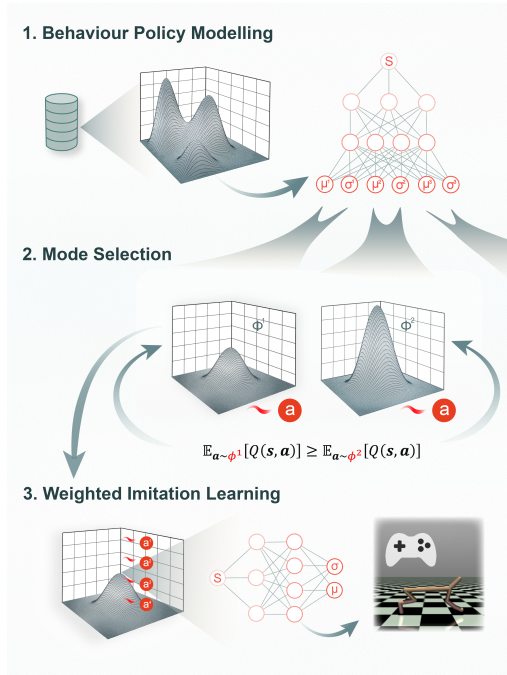 1. Behaviour Policy Modelling
S
μ¹ σ¹ μ² σ² μ³ σ³
2. Mode Selection
Φ¹ Φ²
a a
𝔼ₐ~ϕ¹[Q(s, a)] ≥ 𝔼ₐ~ϕ²[Q(s, a)]
3. Weighted Imitation Learning
a¹
a²
a³
a⁴
S
σ
μ